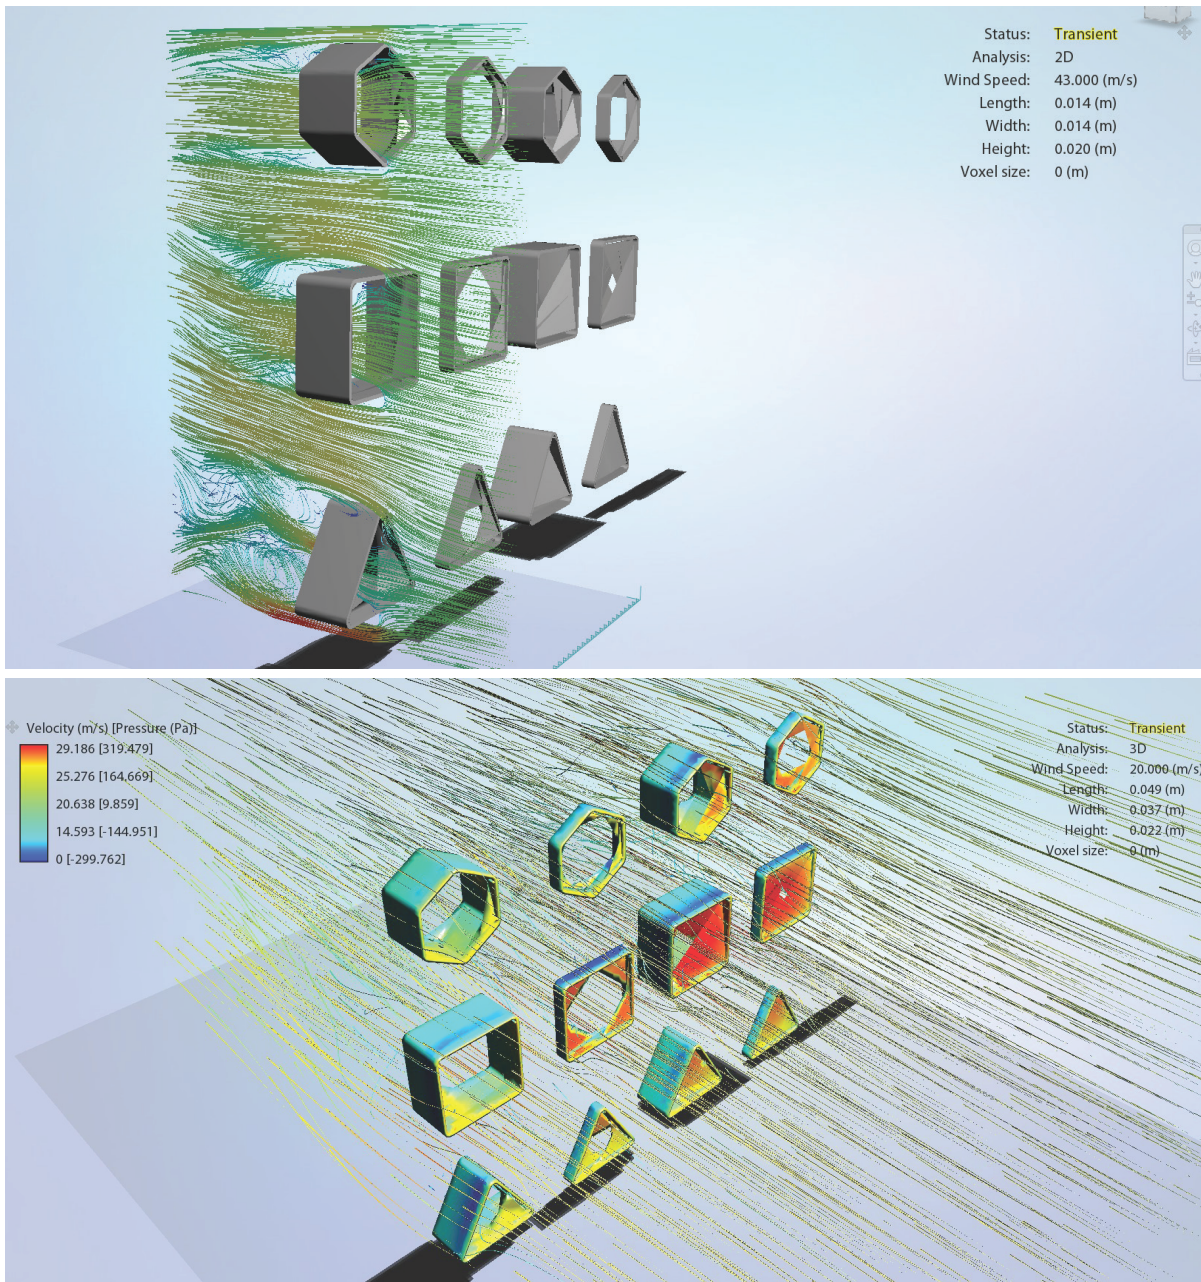 Status: Transient
Analysis: 2D
Wind Speed: 43.000 (m/s)
Length: 0.014 (m)
Width: 0.014 (m)
Height: 0.020 (m)
Voxel size: 0 (m)
Velocity (m/s) [Pressure (Pa)]
29.186 [319.479]
25.276 [164.669]
20.638 [9.859]
14.593 [-144.951]
0 [-299.762]
Status: Transient
Analysis: 3D
Wind Speed: 20.000 (m/s)
Length: 0.049 (m)
Width: 0.037 (m)
Height: 0.022 (m)
Voxel size: 0 (m)